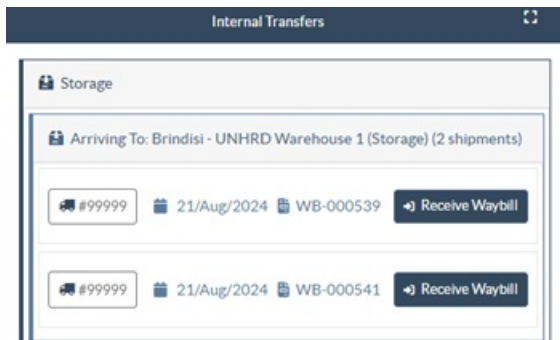 Internal Transfers
Storage
Arriving To: Brindisi - UNHRD Warehouse 1 (Storage) (2 shipments)
#99999 21/Aug/2024 WB-000539 Receive Waybill
#99999 21/Aug/2024 WB-000541 Receive Waybill